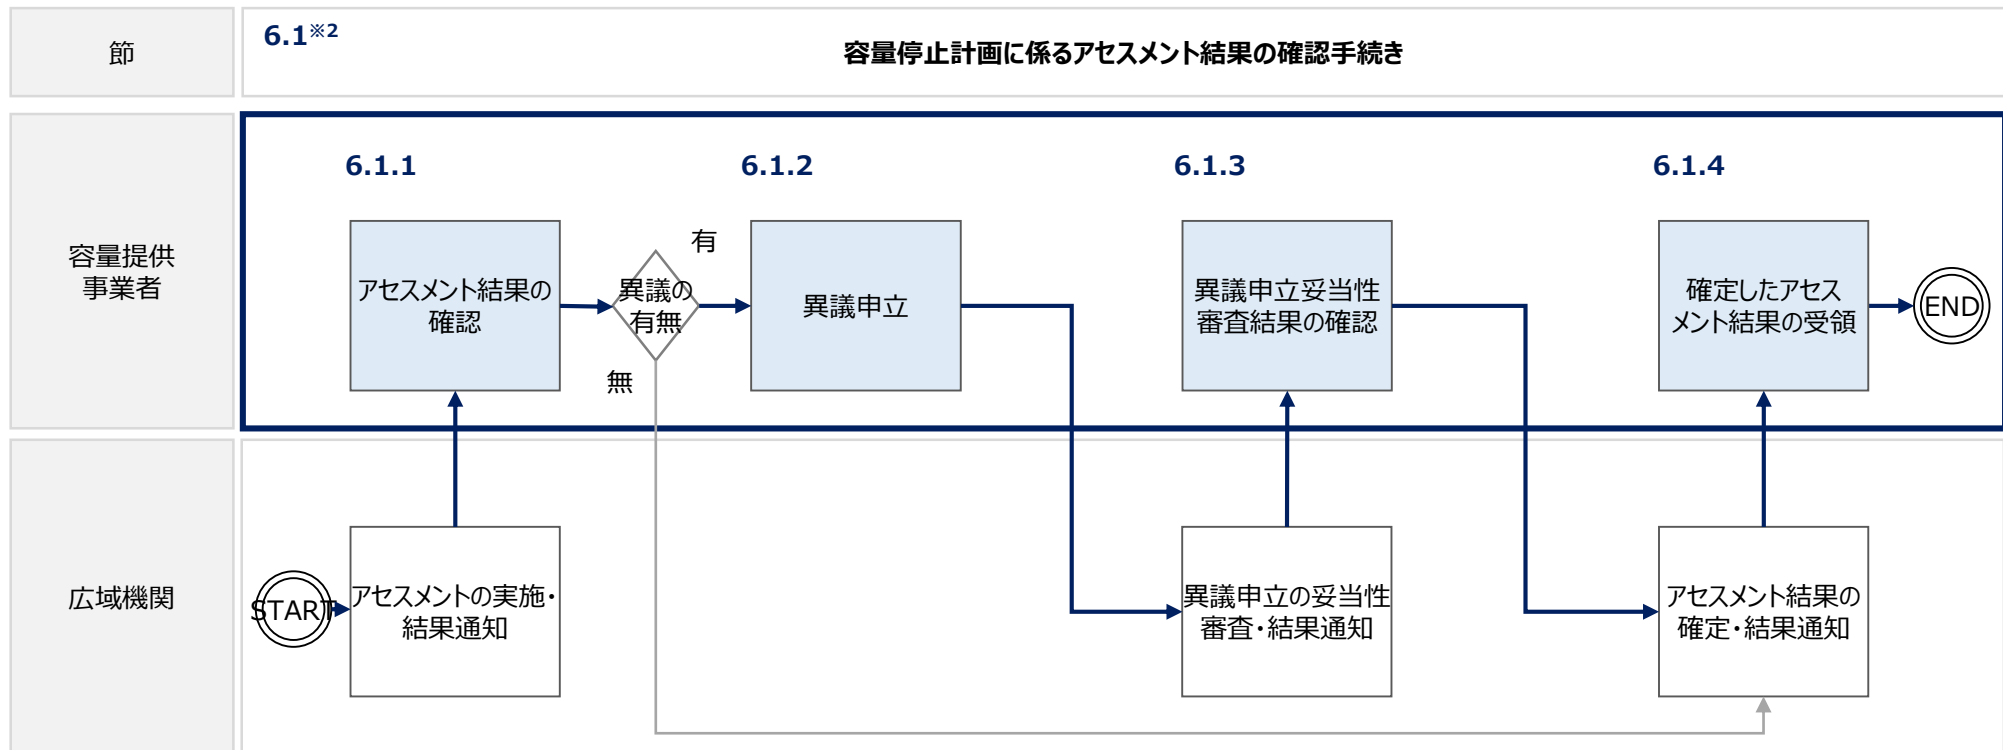 節
6.1※2
容量停止計画に係るアセスメント結果の確認手続き
容量提供
事業者
6.1.1
6.1.2
6.1.3
6.1.4
アセスメント結果の
確認
異議の
有無
有
無
異議申立
異議申立妥当性
審査結果の確認
確定したアセス
メント結果の受領
END
広域機関
START
アセスメントの実施・
結果通知
異議申立の妥当性
審査・結果通知
アセスメント結果の
確定・結果通知